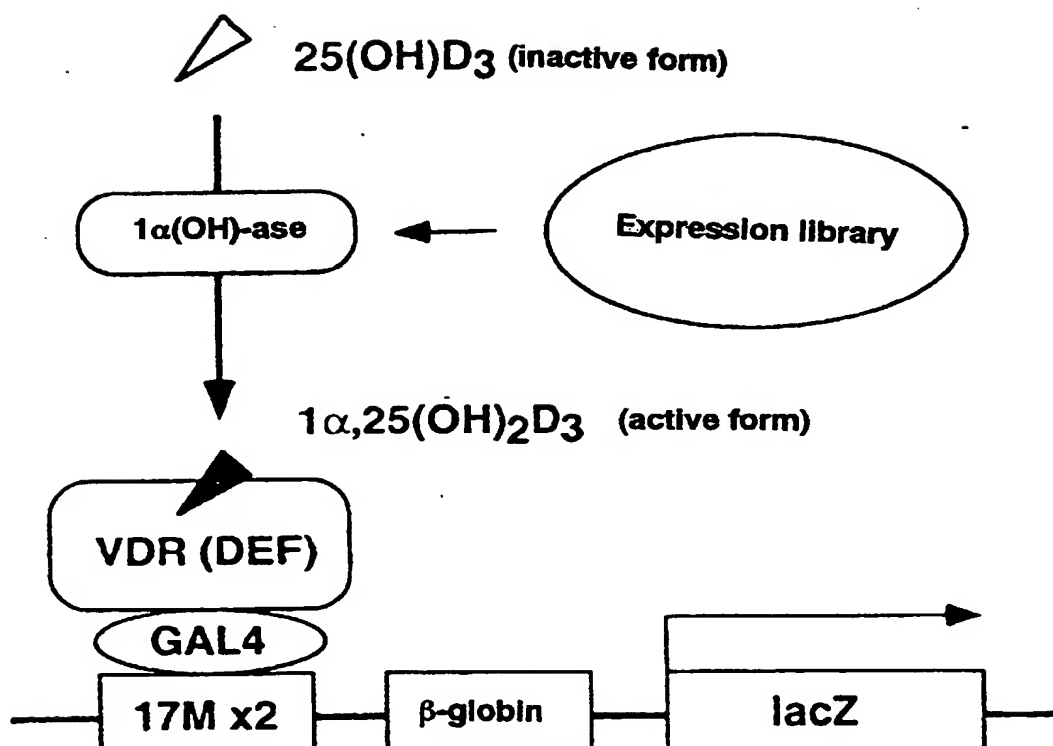 25(OH)D3 (inactive form)
1α(OH)-ase
Expression library
1α,25(OH)2D3 (active form)
VDR (DEF)
GAL4
17M x2
β-globin
lacZ